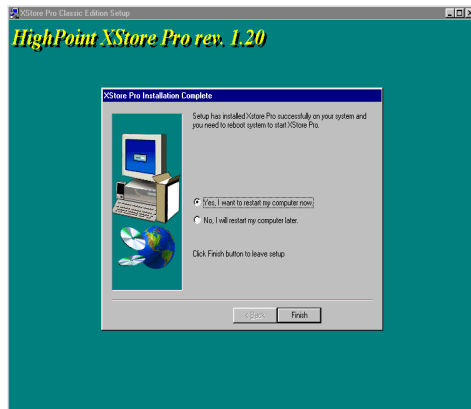 XStore Pro Classic Edition Setup
HighPoint XStore Pro rev. 1.20
XStore Pro Installation Complete
Setup has installed Xstore Pro successfully on your system and
you need to reboot system to start XStore Pro.
Yes, I want to restart my computer now.
No, I will restart my computer later.
Click Finish button to leave setup
< Back
Finish